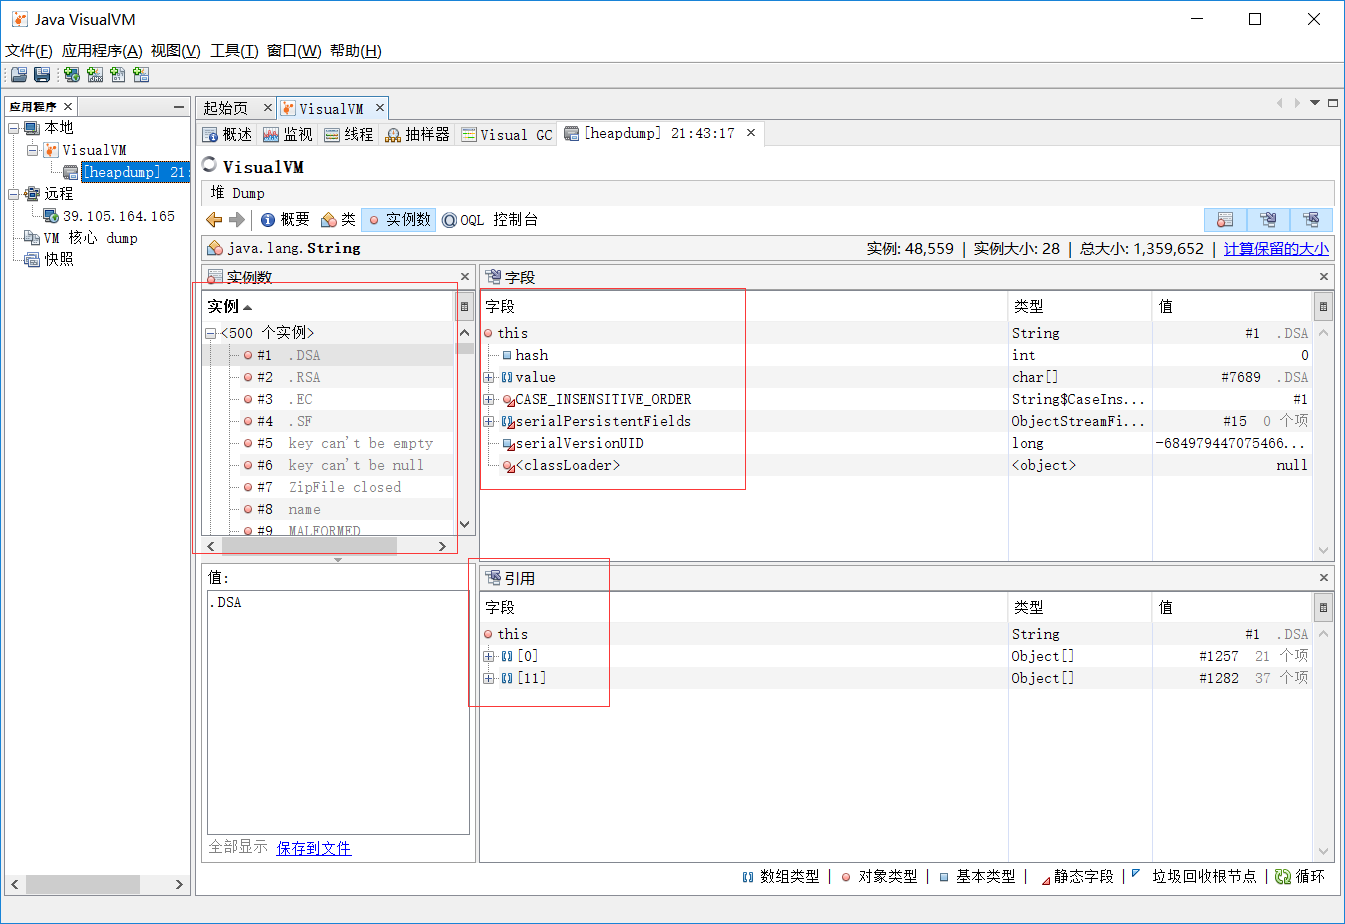 Java VisualVM
文件(F) 应用程序(A) 视图(V) 工具(T) 窗口(W) 帮助(H)
应用程序
本地
VisualVM
[heapdump] 21:
远程
39.105.164.165
VM 核心 dump
快照
起始页 VisualVM
概述 监视 线程 抽样器 Visual GC [heapdump] 21:43:17
VisualVM
堆 Dump
概要 类 实例数 OQL 控制台
java.lang.String 实例: 48,559 | 实例大小: 28 | 总大小: 1,359,652 | 计算保留的大小
实例数
实例
<500 个实例>
#1 .DSA
#2 .RSA
#3 .EC
#4 .SF
#5 key can't be empty
#6 key can't be null
#7 ZipFile closed
#8 name
#9 MALFORMED
值:
.DSA
全部显示 保存到文件
字段
字段 类型 值
this String #1 .DSA
hash int 0
value char[] #7689 .DSA
CASE_INSENSITIVE_ORDER String$CaseIns... #1
serialPersistentFields ObjectStreamFi... #15 0 个项
serialVersionUID long -684979447075466...
<classLoader> <object> null
引用
字段 类型 值
this String #1 .DSA
[0] Object[] #1257 21 个项
[11] Object[] #1282 37 个项
数组类型 | 对象类型 | 基本类型 | 静态字段 | 垃圾回收根节点 | 循环